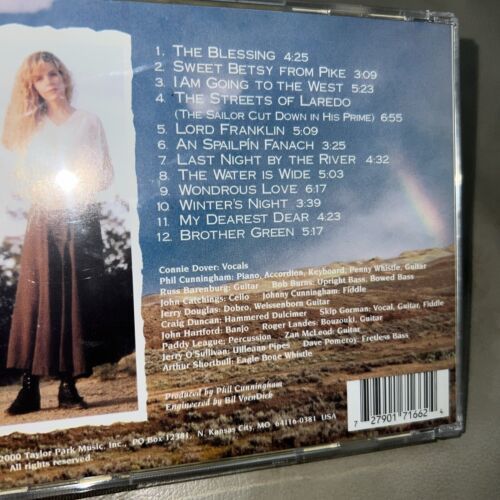 1. THE BLESSING 4:25
2. SWEET BETSY FROM PIKE 3:09
3. I AM GOING TO THE WEST 5:23
4. THE STREETS OF LAREDO
(THE SAILOR CUT DOWN IN HIS PRIME) 6:55
5. LORD FRANKLIN 5:09
6. AN SPAILPÍN FANACH 3:25
7. LAST NIGHT BY THE RIVER 4:32
8. THE WATER IS WIDE 5:03
9. WONDROUS LOVE 6:17
10. WINTER'S NIGHT 3:39
11. MY DEAREST DEAR 4:23
12. BROTHER GREEN 5:17
Connie Dover: Vocals
Phil Cunningham: Piano, Accordion, Keyboard, Penny Whistle, Guitar
Russ Barenburg: Guitar - Bob Burns: Upright Bass, Bowed Bass
John Catchings: Cello - Johnny Cunningham: Fiddle
Jerry Douglas: Dobro, Weissenborn Guitar
Craig Duncan: Hammered Dulcimer - Skip Gorman: Vocal, Guitar, Fiddle
John Hartford: Banjo - Roger Landes: Bouzouki, Guitar
Paddy League: Percussion - Zan McLeod: Guitar
Jerry O'Sullivan: Uilleann Pipes - Dave Pomeroy, Fretless Bass
Arthur Shortbull: Eagle Bone Whistle
Produced by Phil Cunningham
Engineered by Bil VornDick
7 27901 71662 4
2000 Taylor Park Music, Inc., PO Box 12381, N. Kansas City, MO 64116-0381 USA
All rights reserved.